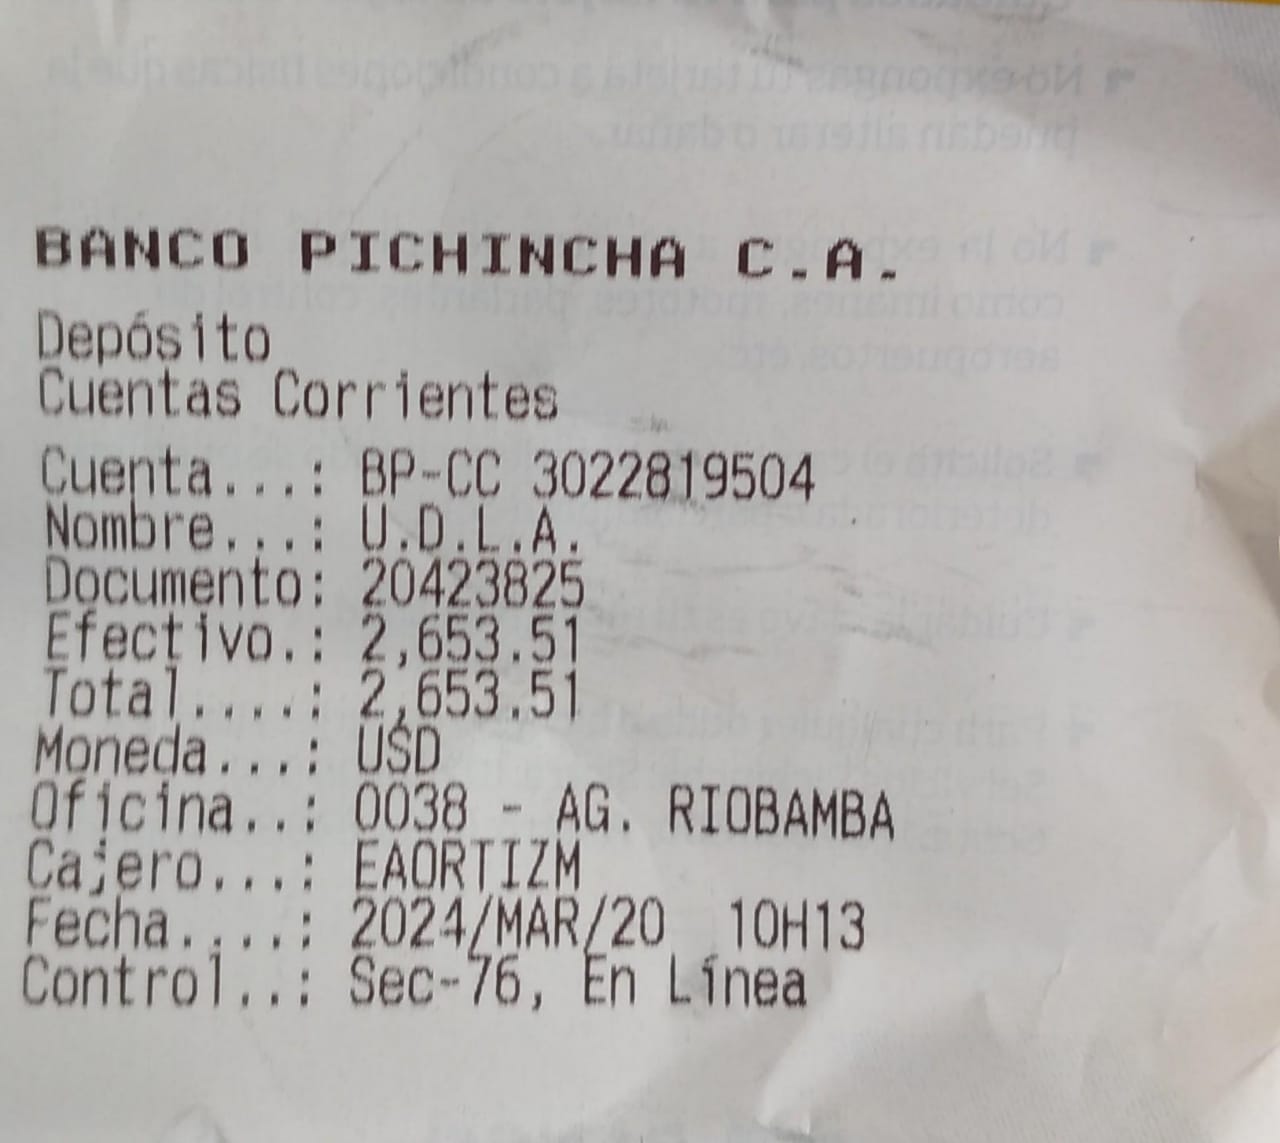 BANCO PICHINCHA C.A.
Depósito
Cuentas Corrientes
Cuenta...: BP-CC 3022819504
Nombre...: U.D.L.A.
Documento: 20423825
Efectivo.: 2,653.51
Total....: 2,653.51
Moneda...: USD
Oficina..: 0038 - AG. RIOBAMBA
Cajero...: EAORTIZM
Fecha....: 2024/MAR/20 10H13
Control..: Sec-76, En Línea